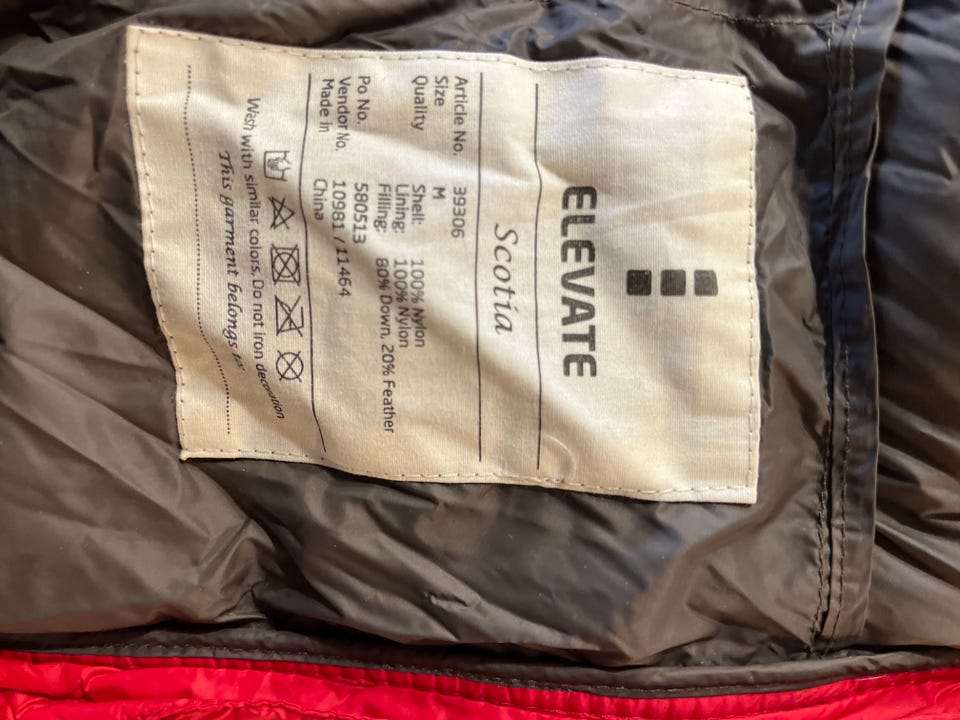 ELEVATE
Scotia
Article No. 39306
Size M
Quality Shell: 100% Nylon
Lining: 100% Nylon
Filling: 80% Down, 20% Feather
Po No. 580513
Vendor No. 10981 / 11464
Made in China
Wash with similar colors. Do not iron decoration
This garment belongs to: